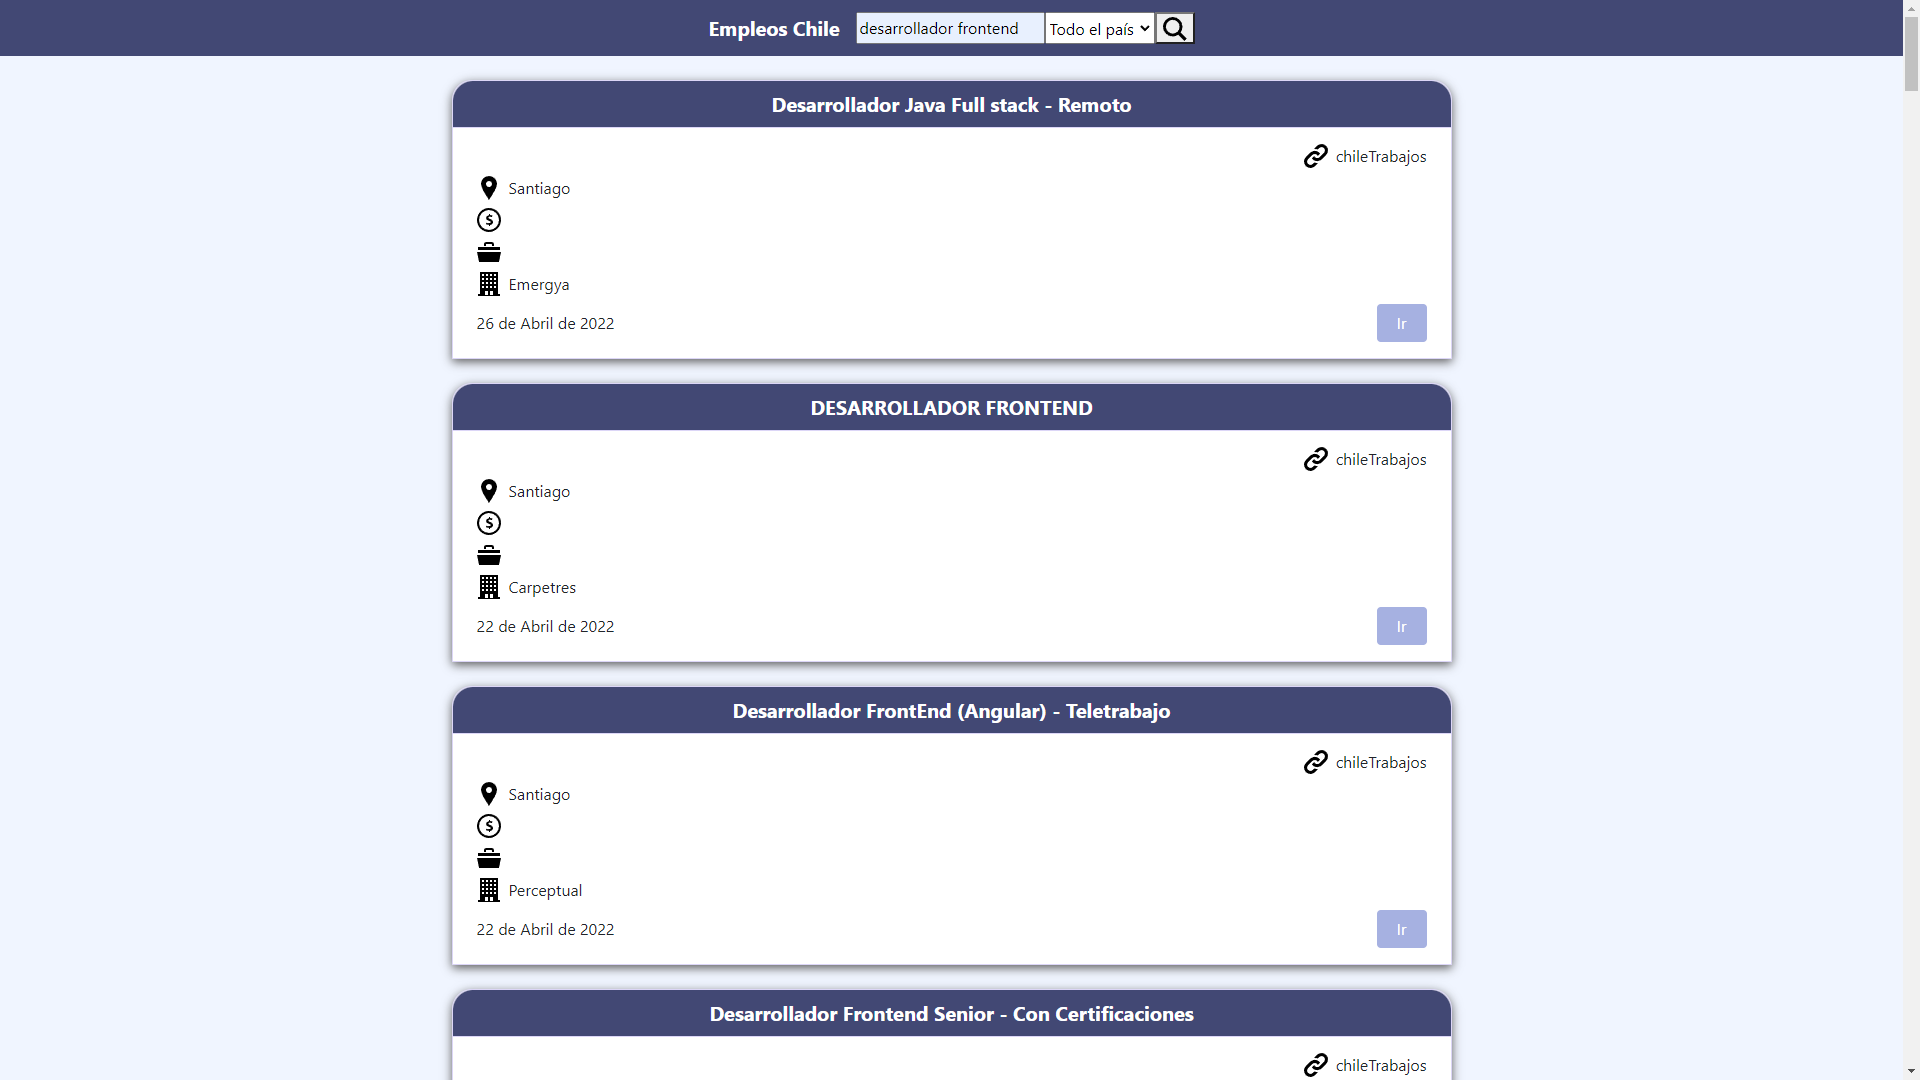 Empleos Chile desarrollador frontend Todo el país
Desarrollador Java Full stack - Remoto
chileTrabajos
Santiago
Emergya
26 de Abril de 2022 Ir
DESARROLLADOR FRONTEND
chileTrabajos
Santiago
Carpetres
22 de Abril de 2022 Ir
Desarrollador FrontEnd (Angular) - Teletrabajo
chileTrabajos
Santiago
Perceptual
22 de Abril de 2022 Ir
Desarrollador Frontend Senior - Con Certificaciones
chileTrabajos